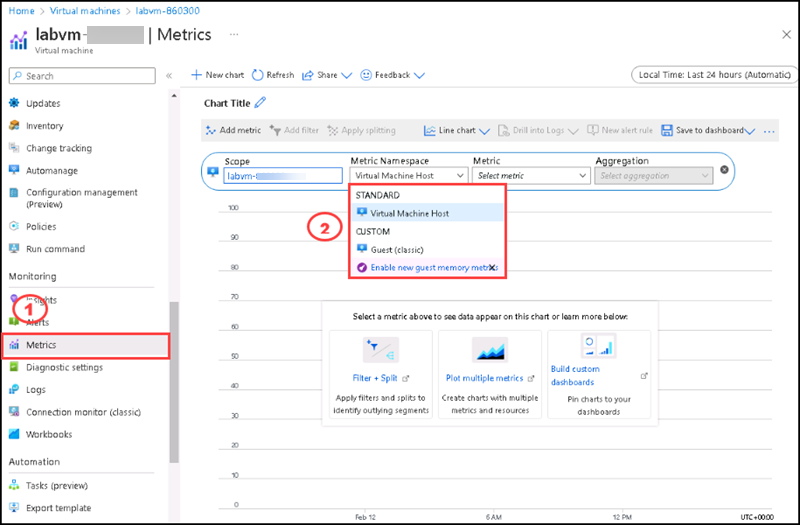 Home > Virtual machines > labvm-860300
labvm- | Metrics ...
Virtual machine
Search
«
New chart Refresh Share Feedback
Local Time: Last 24 hours (Automatic)
Updates
Inventory
Change tracking
Automanage
Configuration management
(Preview)
Policies
Run command
Monitoring
Insights
1
Alerts
Metrics
Diagnostic settings
Logs
Connection monitor (classic)
Workbooks
Automation
Tasks (preview)
Export template
Chart Title
Add metric Add filter Apply splitting Line chart Drill into Logs New alert rule Save to dashboard ...
Scope Metric Namespace Metric Aggregation
labvm- Virtual Machine Host Select metric Select aggregation
STANDARD
Virtual Machine Host
2
CUSTOM
Guest (classic)
Enable new guest memory metrics
100
90
80
70
60
50
40
30
20
10
0
Select a metric above to see data appear on this chart or learn more below:
Filter + Split
Apply filters and splits to
identify outlying segments
Plot multiple metrics
Create charts with multiple
metrics and resources
Build custom
dashboards
Pin charts to your
dashboards
Feb 12 6 AM 12 PM UTC+00:00